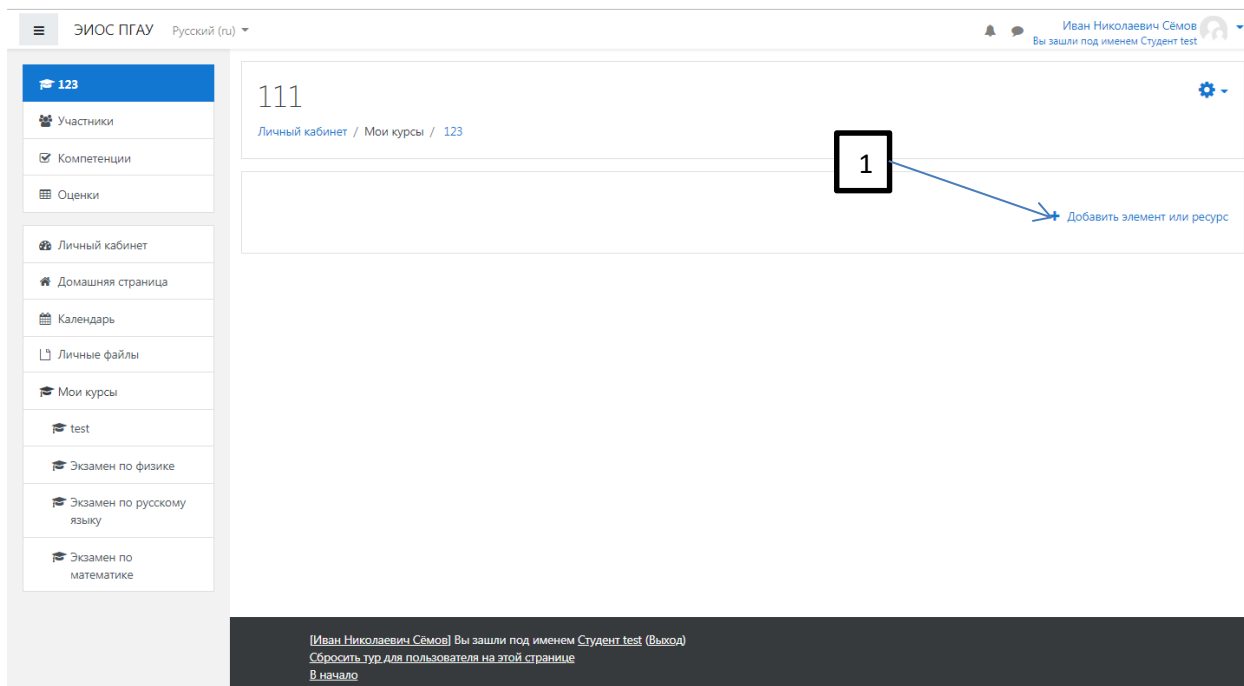 ЭИОС ПГАУ Русский (ru)
Иван Николаевич Сёмов
Вы зашли под именем Студент test
123
Участники
Компетенции
Оценки
Личный кабинет
Домашняя страница
Календарь
Личные файлы
Мои курсы
test
Экзамен по физике
Экзамен по русскому
языку
Экзамен по
математике
111
Личный кабинет / Мои курсы / 123
1
Добавить элемент или ресурс
[Иван Николаевич Сёмов] Вы зашли под именем Студент test (Выход)
Сбросить тур для пользователя на этой странице
В начало